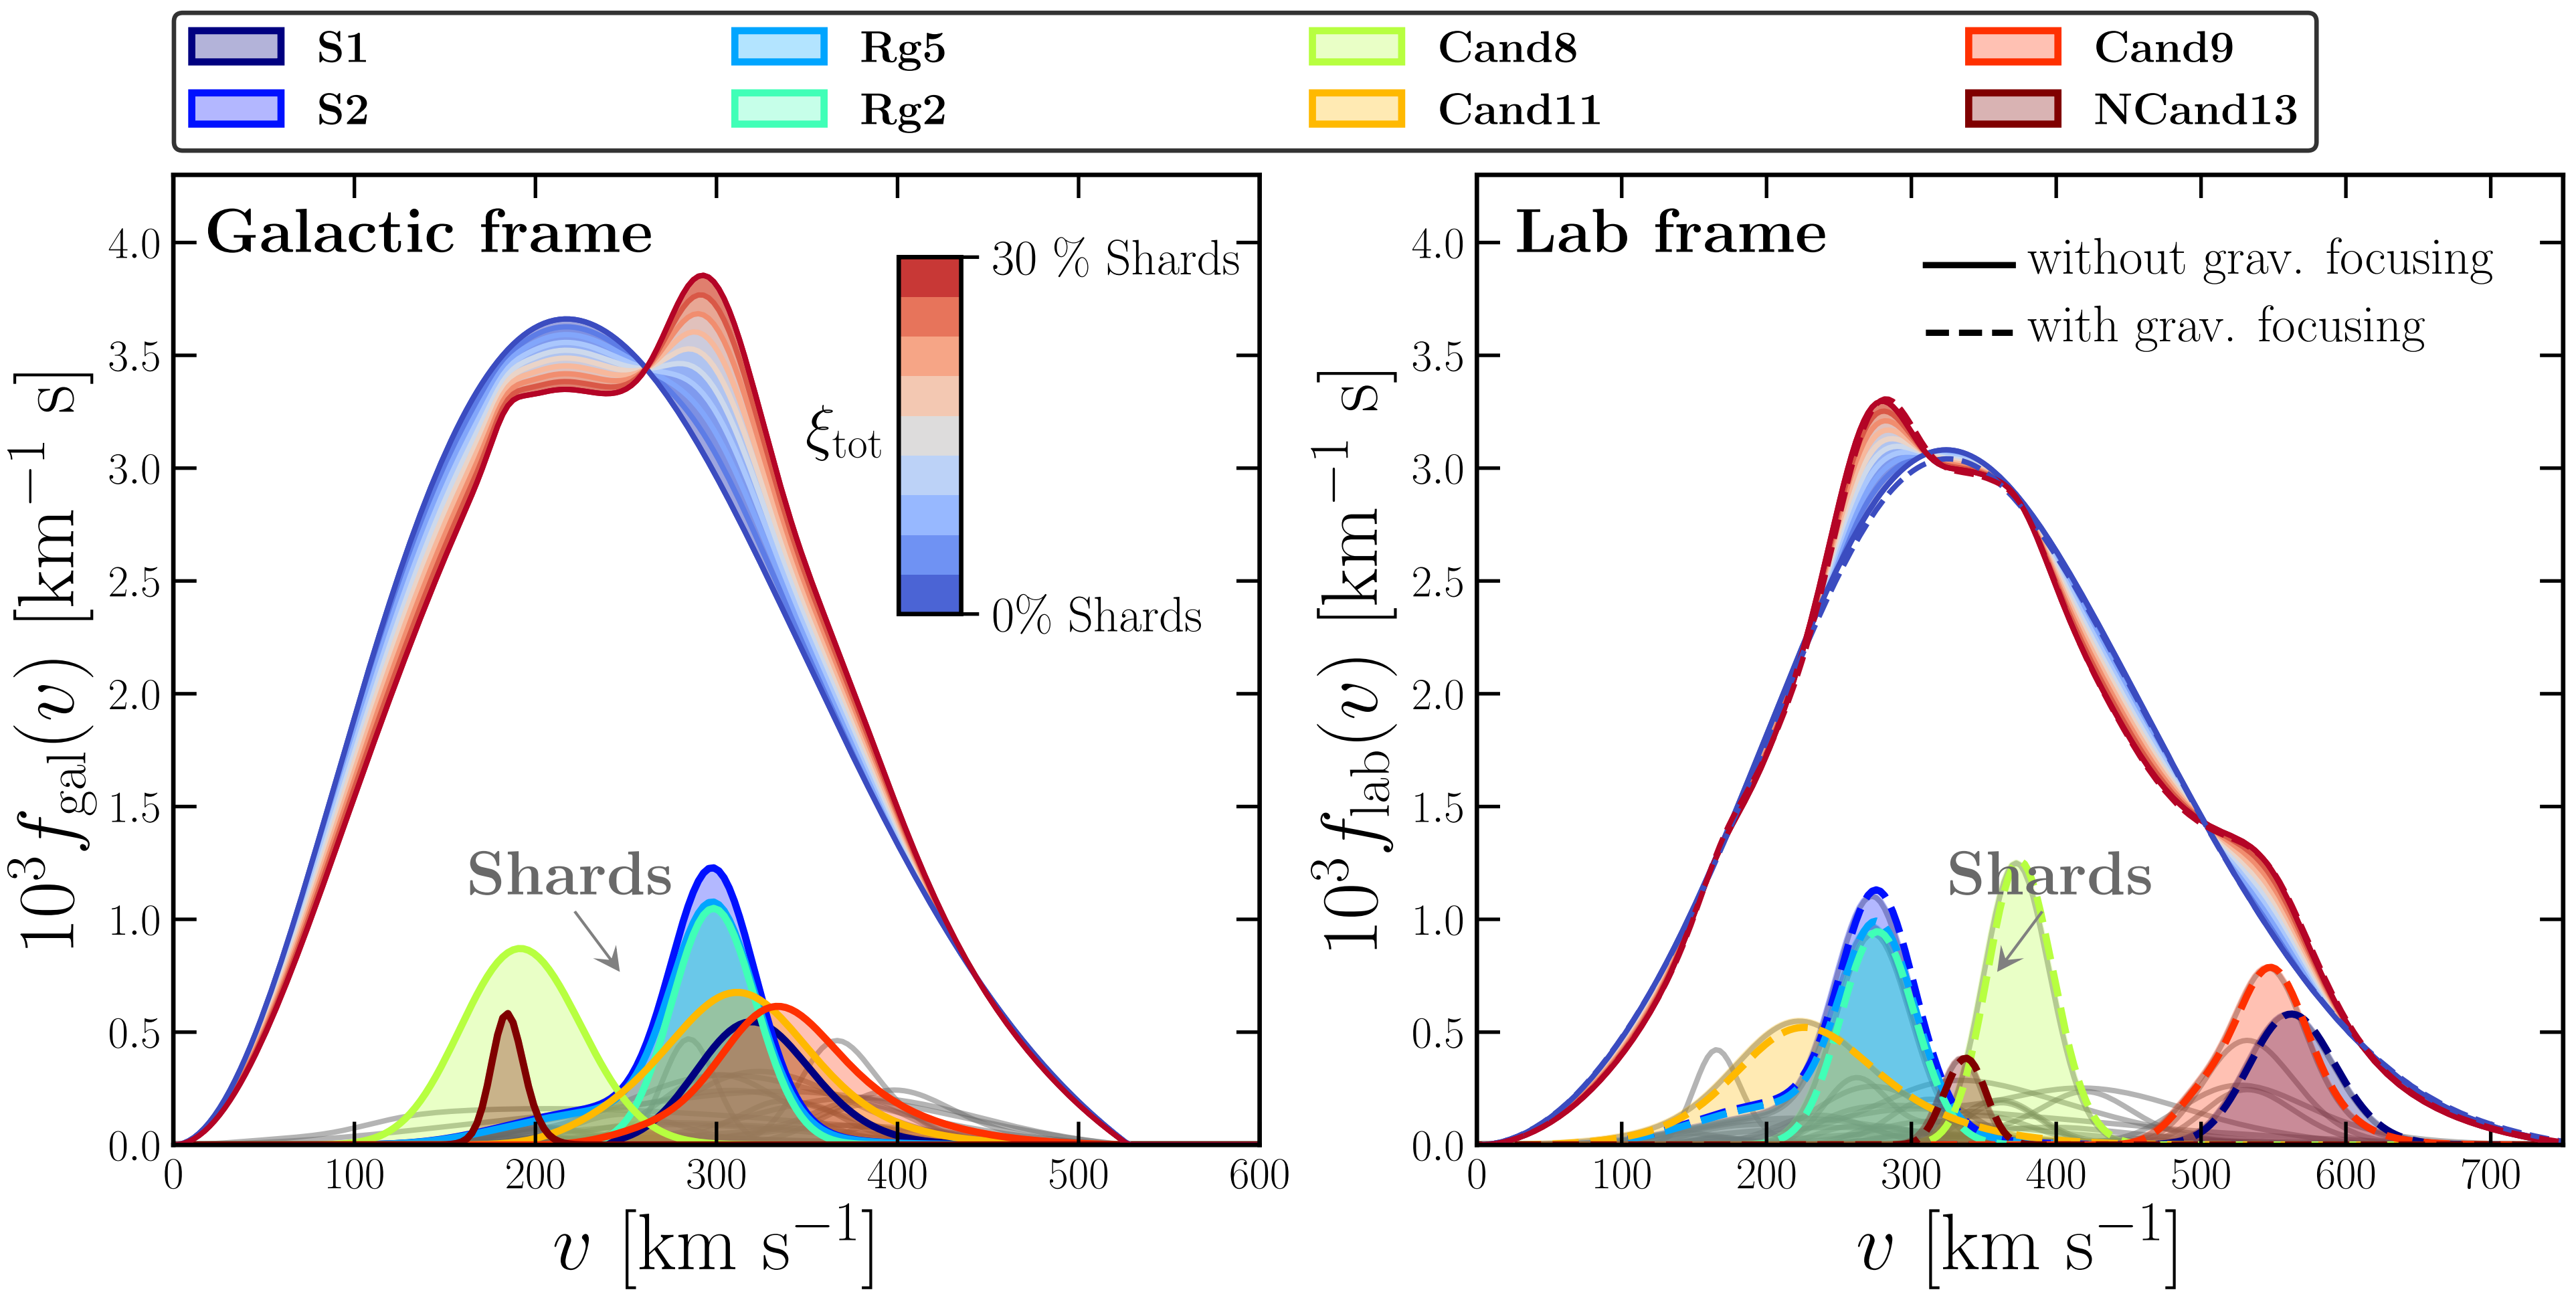 S1 Rg5 Cand8 Cand9
S2 Rg2 Cand11 NCand13
Galactic frame
30 % Shards
ξtot
0% Shards
Shards
10³ f_gal(v) [km⁻¹ s]
4.0
3.5
3.0
2.5
2.0
1.5
1.0
0.5
0.0
0 100 200 300 400 500 600
v [km s⁻¹]
Lab frame
without grav. focusing
with grav. focusing
Shards
10³ f_lab(v) [km⁻¹ s]
4.0
3.5
3.0
2.5
2.0
1.5
1.0
0.5
0.0
0 100 200 300 400 500 600 700
v [km s⁻¹]